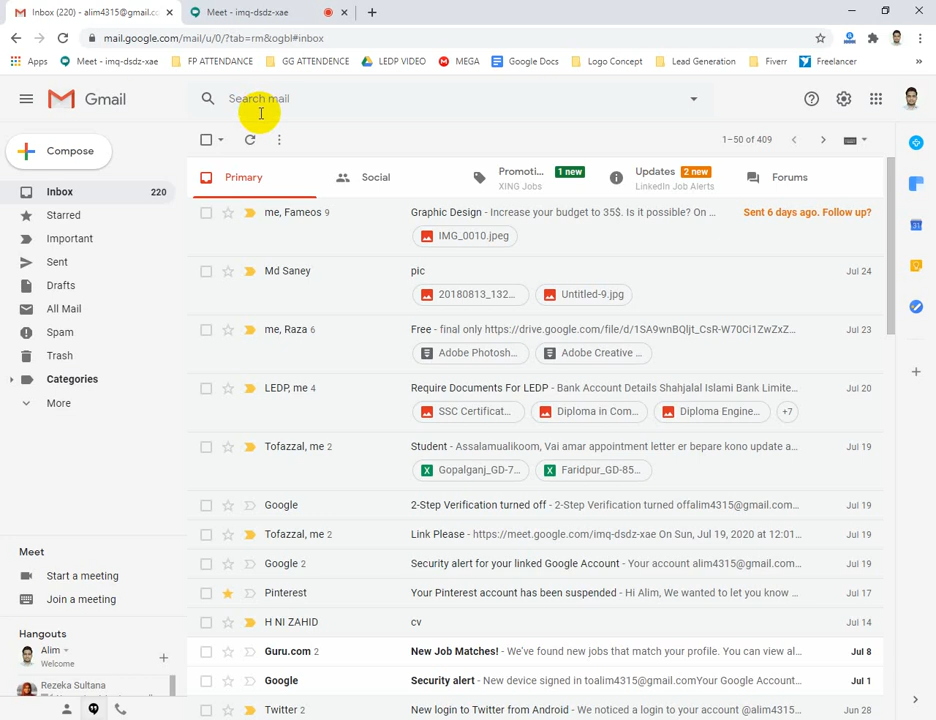 Inbox (220) - alim4315@gmail.c
Meet - imq-dsdz-xae
mail.google.com/mail/u/0/?tab=rm&ogbl#inbox
Apps Meet - imq-dsdz-xae FP ATTENDANCE GG ATTENDENCE LEDP VIDEO MEGA Google Docs Logo Concept Lead Generation Fiverr Freelancer »
Gmail
Search mail
Compose
1–50 of 409
Inbox 220
Starred
Important
Sent
Drafts
All Mail
Spam
Trash
Categories
More
Primary
Social
Promoti... 1 new
XING Jobs
Updates 2 new
LinkedIn Job Alerts
Forums
me, Fameos 9 Graphic Design - Increase your budget to 35$. Is it possible? On ... Sent 6 days ago. Follow up?
IMG_0010.jpeg
Md Saney pic Jul 24
20180813_132... Untitled-9.jpg
me, Raza 6 Free - final only https://drive.google.com/file/d/1SA9wnBQljt_CsR-W70Ci1ZwZxZ... Jul 23
Adobe Photosh... Adobe Creative ...
LEDP, me 4 Require Documents For LEDP - Bank Account Details Shahjalal Islami Bank Limite... Jul 20
SSC Certificat... Diploma in Com... Diploma Engine... +7
Tofazzal, me 2 Student - Assalamualikoom, Vai amar appointment letter er bepare kono update a... Jul 19
Gopalganj_GD-7... Faridpur_GD-85...
Google 2-Step Verification turned off - 2-Step Verification turned offalim4315@gmail.com... Jul 19
Tofazzal, me 2 Link Please - https://meet.google.com/imq-dsdz-xae On Sun, Jul 19, 2020 at 12:01... Jul 19
Google 2 Security alert for your linked Google Account - Your account alim4315@gmail.com... Jul 19
Pinterest Your Pinterest account has been suspended - Hi Alim, We wanted to let you know ... Jul 17
H NI ZAHID cv Jul 14
Guru.com 2 New Job Matches! - We've found new jobs that match your profile. You can view al... Jul 8
Google Security alert - New device signed in toalim4315@gmail.comYour Google Account... Jul 1
Twitter 2 New login to Twitter from Android - We noticed a login to your account @alim4315... Jun 28
Meet
Start a meeting
Join a meeting
Hangouts
Alim
Welcome
Rezeka Sultana